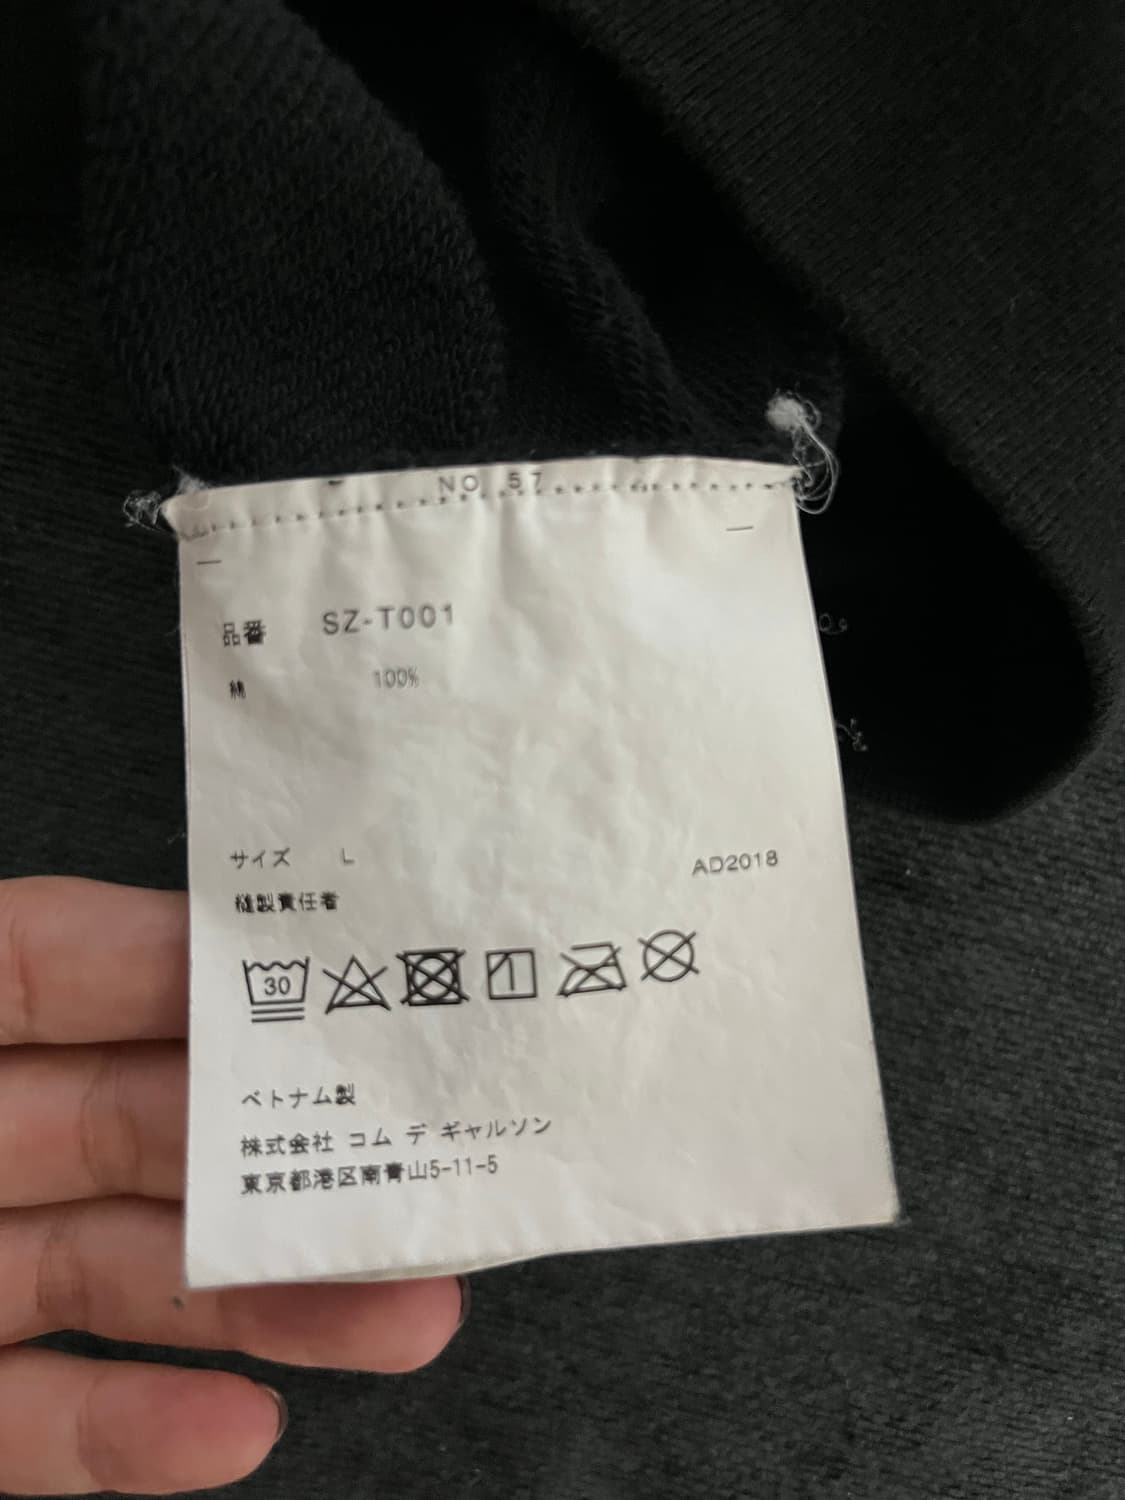 NO 57
品番 SZ-T001
綿 100%
サイズ L AD2018
縫製責任者
30
ベトナム製
株式会社 コム デ ギャルソン
東京都港区南青山5-11-5